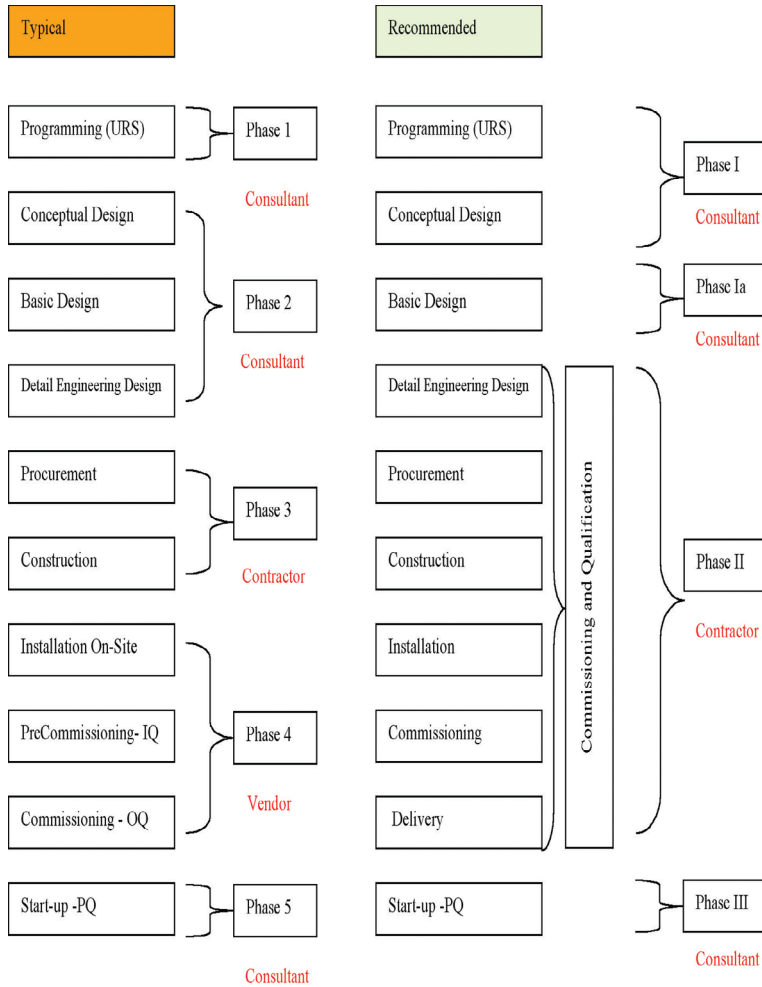 Typical
Recommended
Programming (URS)
Phase 1
Consultant
Conceptual Design
Basic Design
Phase 2
Consultant
Detail Engineering Design
Procurement
Phase 3
Construction
Contractor
Installation On-Site
PreCommissioning- IQ
Phase 4
Commissioning - OQ
Vendor
Start-up -PQ
Phase 5
Consultant
Programming (URS)
Phase I
Conceptual Design
Consultant
Basic Design
Phase Ia
Consultant
Detail Engineering Design
Procurement
Construction
Installation
Commissioning
Delivery
Commissioning and Qualification
Phase II
Contractor
Start-up -PQ
Phase III
Consultant